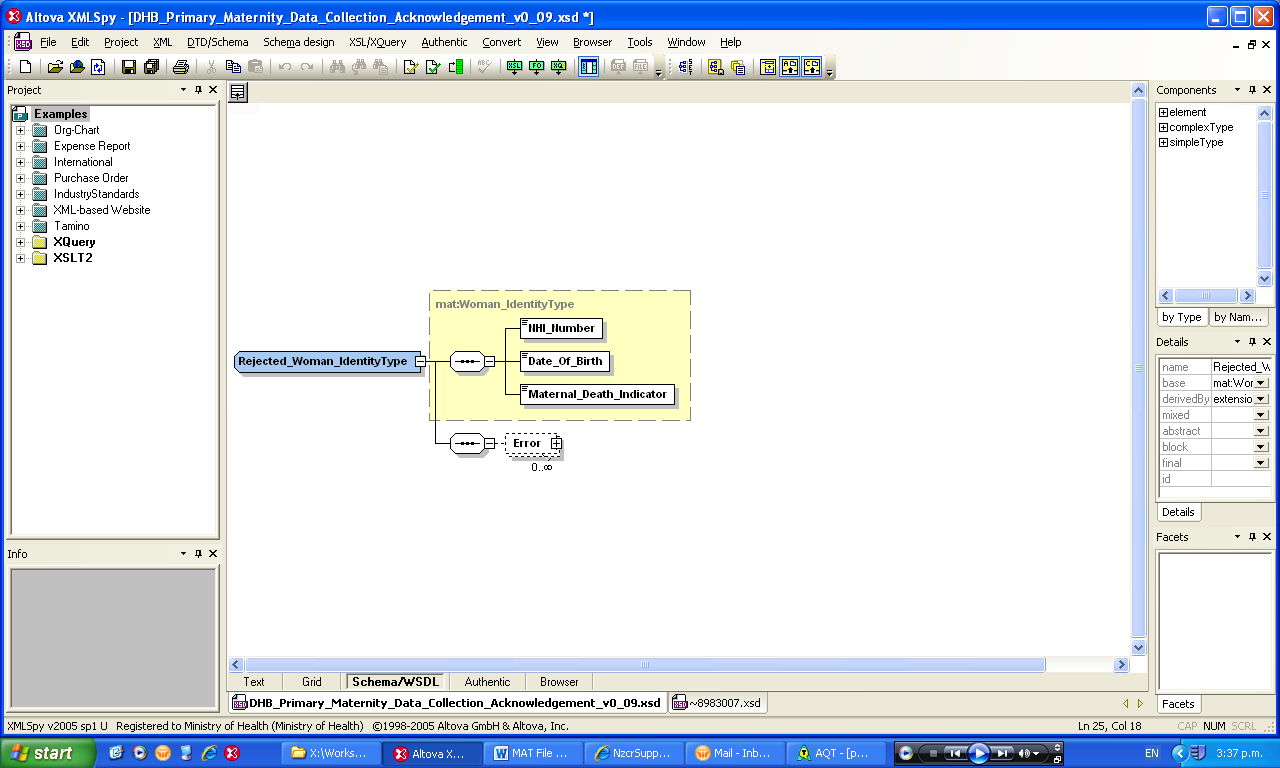 Altova XMLSpy - [DHB_Primary_Maternity_Data_Collection_Acknowledgement_v0_09.xsd *]
File Edit Project XML DTD/Schema Schema design XSL/XQuery Authentic Convert View Browser Tools Window Help
Project
Examples
Org-Chart
Expense Report
International
Purchase Order
IndustryStandards
XML-based Website
Tamino
XQuery
XSLT2
Info
mat:Woman_IdentityType
NHI_Number
Rejected_Woman_IdentityType
Date_Of_Birth
Maternal_Death_Indicator
Error
0..∞
Text Grid Schema/WSDL Authentic Browser
DHB_Primary_Maternity_Data_Collection_Acknowledgement_v0_09.xsd
Components
element
complexType
simpleType
by Type by Nam...
Details
name Rejected_W
base mat:Wor
derivedBy extensio
mixed
abstract
block
final
id
Details
Facets
Facets
XMLSpy v2005 sp1 U Registered to Ministry of Health (Ministry of Health) ©1998-2005 Altova GmbH & Altova, Inc. Ln 25, Col 18 CAP NUM SCRL
start X:\Works... Altova X... MAT File ... NzcrSupp... Mail - Inb... AQT - [p... EN 3:37 p.m.